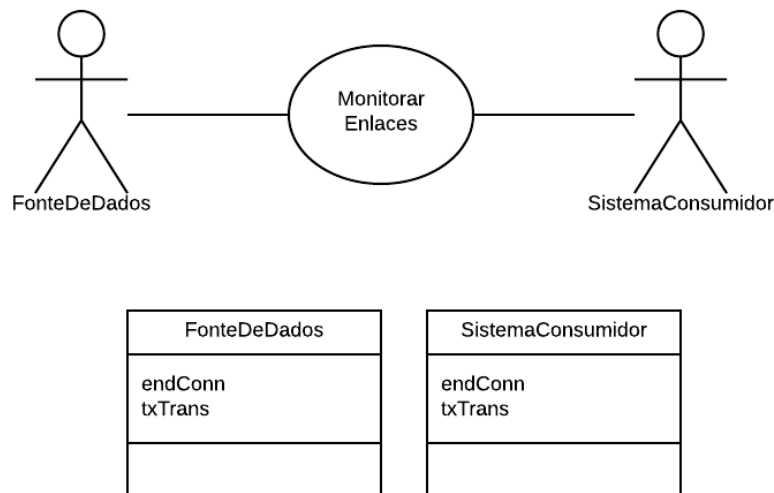 Monitorar
Enlaces
FonteDeDados
SistemaConsumidor
FonteDeDados
SistemaConsumidor
endConn
txTrans
endConn
txTrans